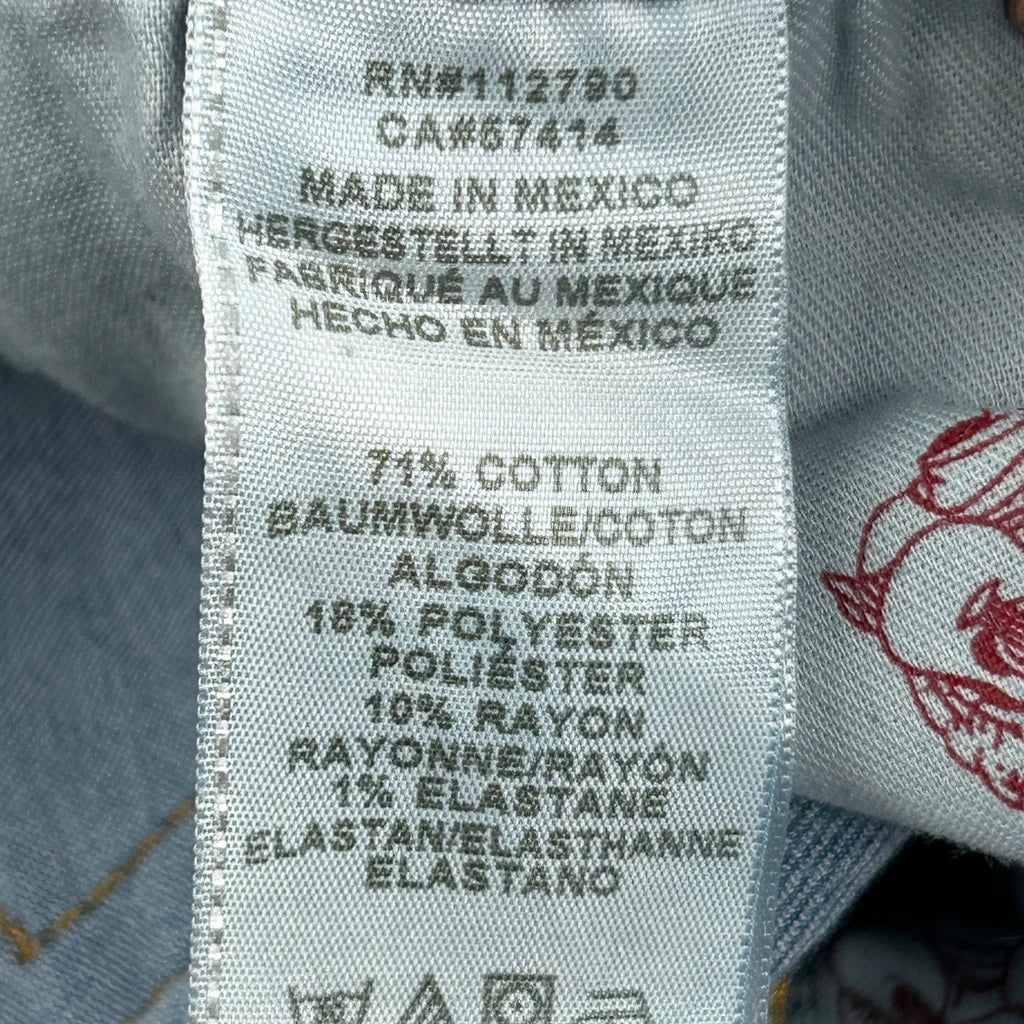 RN#112790
CA#57414
MADE IN MEXICO
HERGESTELLT IN MEXIKO
FABRIQUÉ AU MEXIQUE
HECHO EN MÉXICO
71% COTTON
BAUMWOLLE/COTON
ALGODÓN
18% POLYESTER
POLIÉSTER
10% RAYON
RAYONNE/RAYÓN
1% ELASTANE
ELASTAN/ELASTHANNE
ELASTANO